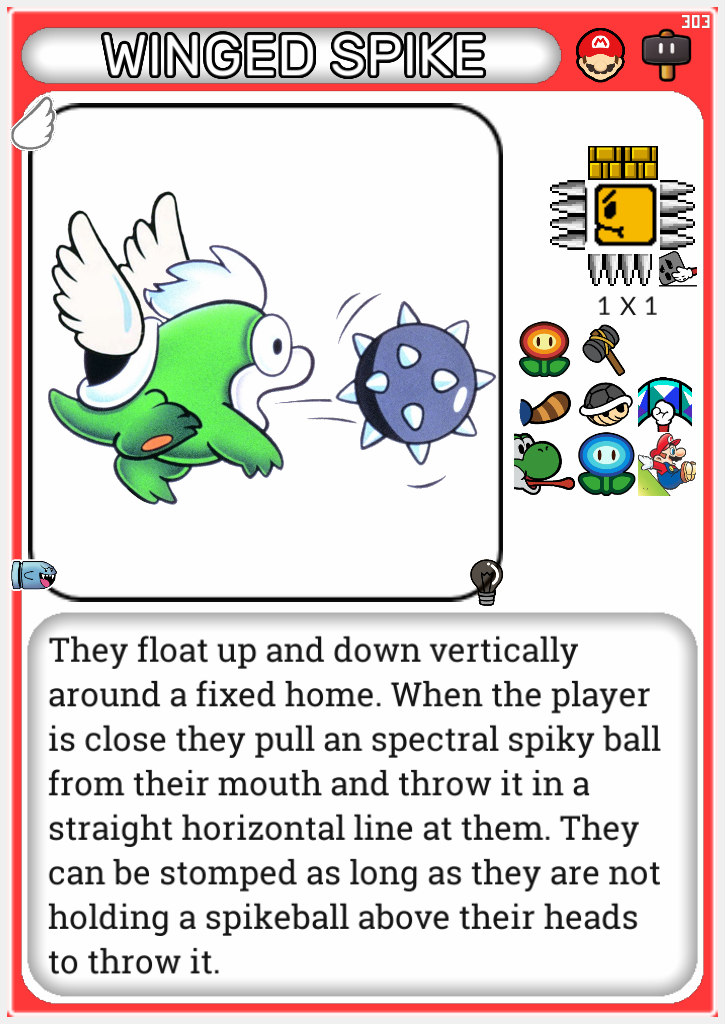 303
WINGED SPIKE
1 X 1
They float up and down vertically
around a fixed home. When the player
is close they pull an spectral spiky ball
from their mouth and throw it in a
straight horizontal line at them. They
can be stomped as long as they are not
holding a spikeball above their heads
to throw it.